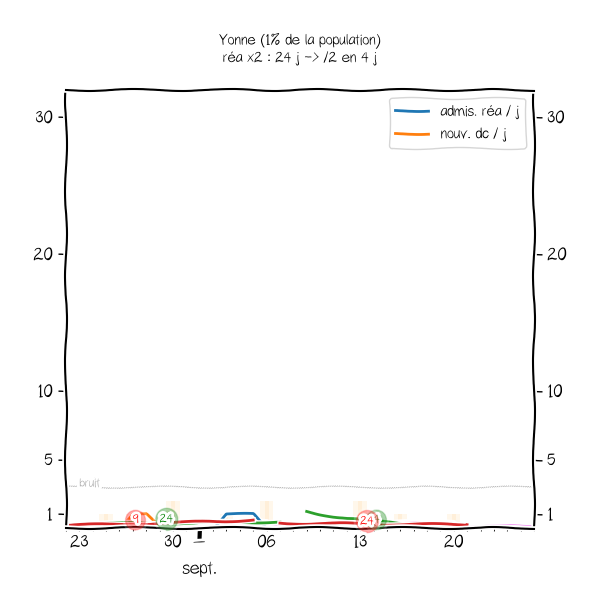 Yonne (1% de la population)
réa x2 : 24 j -> /2 en 4 j
admis. réa / j
nouv. dc / j
30 30
20 20
10 10
5 5
bruit
1 1
9 24 24
23 30 06 13 20
sept.